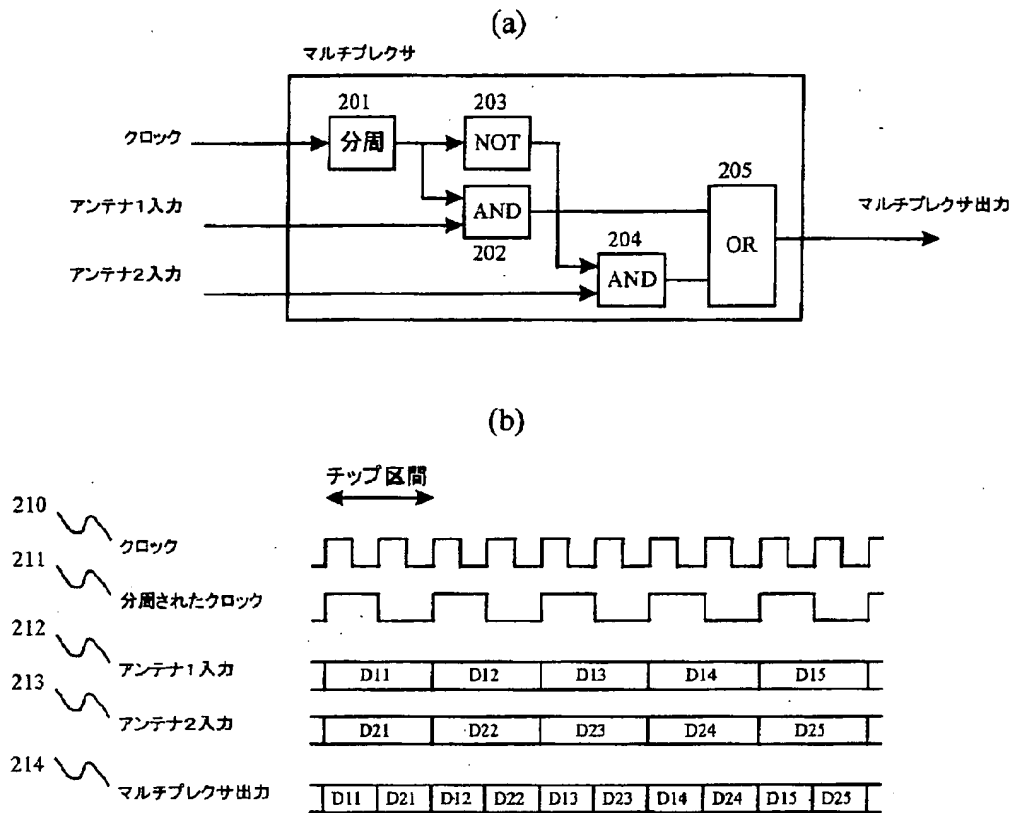 (a)
マルチプレクサ
201
203
クロック
分周
NOT
205
アンテナ1入力
AND
マルチプレクサ出力
202
204
OR
アンテナ2入力
AND
(b)
チップ区間
210
クロック
211
分周されたクロック
212
アンテナ1入力
D11 D12 D13 D14 D15
213
アンテナ2入力
D21 D22 D23 D24 D25
214
マルチプレクサ出力
D11 D21 D12 D22 D13 D23 D14 D24 D15 D25